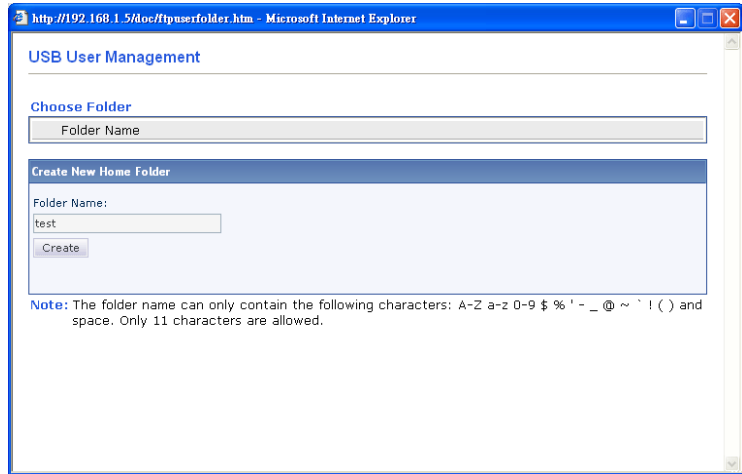 http://192.168.1.5/doc/ftpuserfolder.htm - Microsoft Internet Explorer
USB User Management
Choose Folder
Folder Name
Create New Home Folder
Folder Name:
test
Create
Note: The folder name can only contain the following characters: A-Z a-z 0-9 $ % ' - _ @ ~ ` ! ( ) and
space. Only 11 characters are allowed.